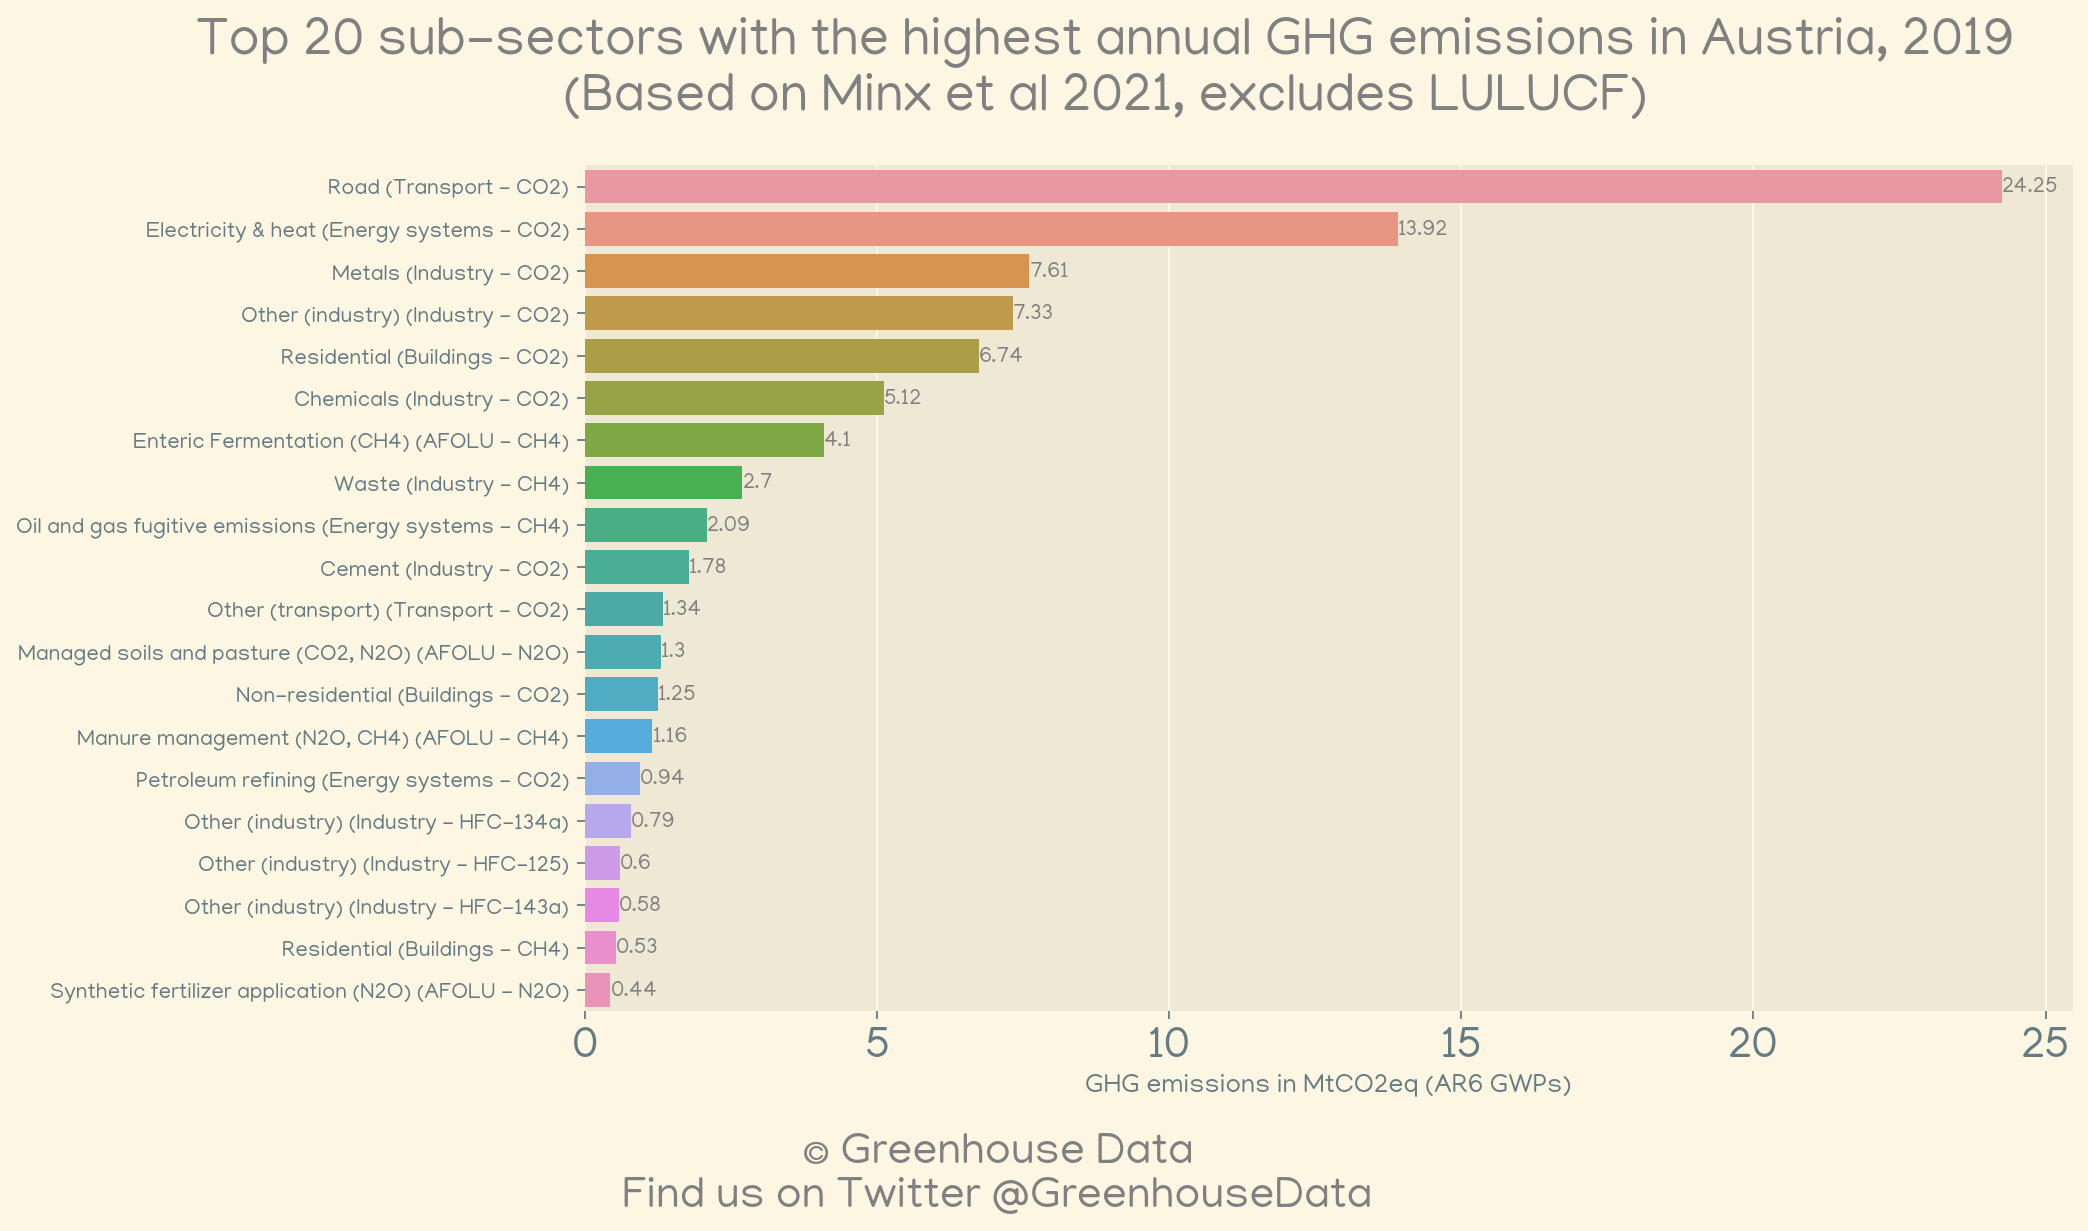 Top 20 sub-sectors with the highest annual GHG emissions in Austria, 2019
(Based on Minx et al 2021, excludes LULUCF)
Road (Transport - CO2) 24.25
Electricity & heat (Energy systems - CO2) 13.92
Metals (Industry - CO2) 7.61
Other (industry) (Industry - CO2) 7.33
Residential (Buildings - CO2) 6.74
Chemicals (Industry - CO2) 5.12
Enteric Fermentation (CH4) (AFOLU - CH4) 4.1
Waste (Industry - CH4) 2.7
Oil and gas fugitive emissions (Energy systems - CH4) 2.09
Cement (Industry - CO2) 1.78
Other (transport) (Transport - CO2) 1.34
Managed soils and pasture (CO2, N2O) (AFOLU - N2O) 1.3
Non-residential (Buildings - CO2) 1.25
Manure management (N2O, CH4) (AFOLU - CH4) 1.16
Petroleum refining (Energy systems - CO2) 0.94
Other (industry) (Industry - HFC-134a) 0.79
Other (industry) (Industry - HFC-125) 0.6
Other (industry) (Industry - HFC-143a) 0.58
Residential (Buildings - CH4) 0.53
Synthetic fertilizer application (N2O) (AFOLU - N2O) 0.44
0 5 10 15 20 25
GHG emissions in MtCO2eq (AR6 GWPs)
© Greenhouse Data
Find us on Twitter @GreenhouseData